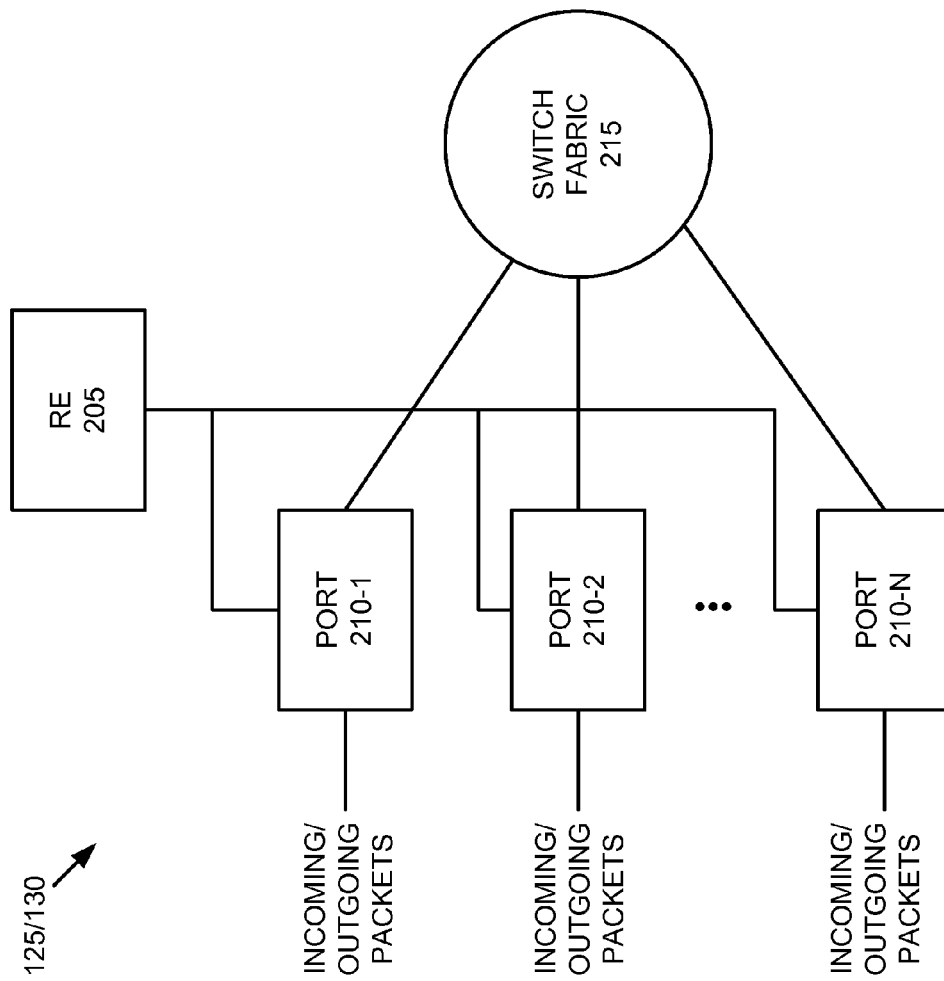 125/130
RE
205
INCOMING/
OUTGOING
PACKETS
PORT
210-1
INCOMING/
OUTGOING
PACKETS
PORT
210-2
SWITCH
FABRIC
215
•••
INCOMING/
OUTGOING
PACKETS
PORT
210-N